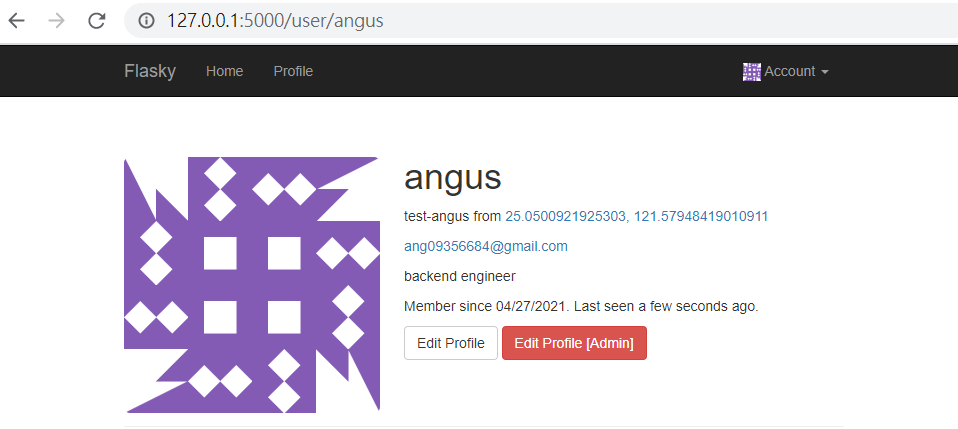 127.0.0.1:5000/user/angus
Flasky Home Profile Account
angus
test-angus from 25.0500921925303, 121.57948419010911
ang09356684@gmail.com
backend engineer
Member since 04/27/2021. Last seen a few seconds ago.
Edit Profile Edit Profile [Admin]